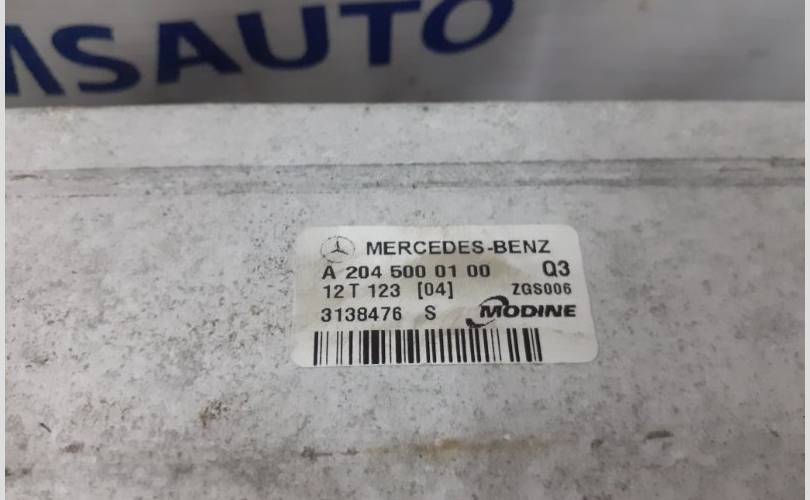 MSAUTO
MERCEDES-BENZ
A 204 500 01 00 Q3
12 T 123 [04] ZGS006
3138476 S MODINE